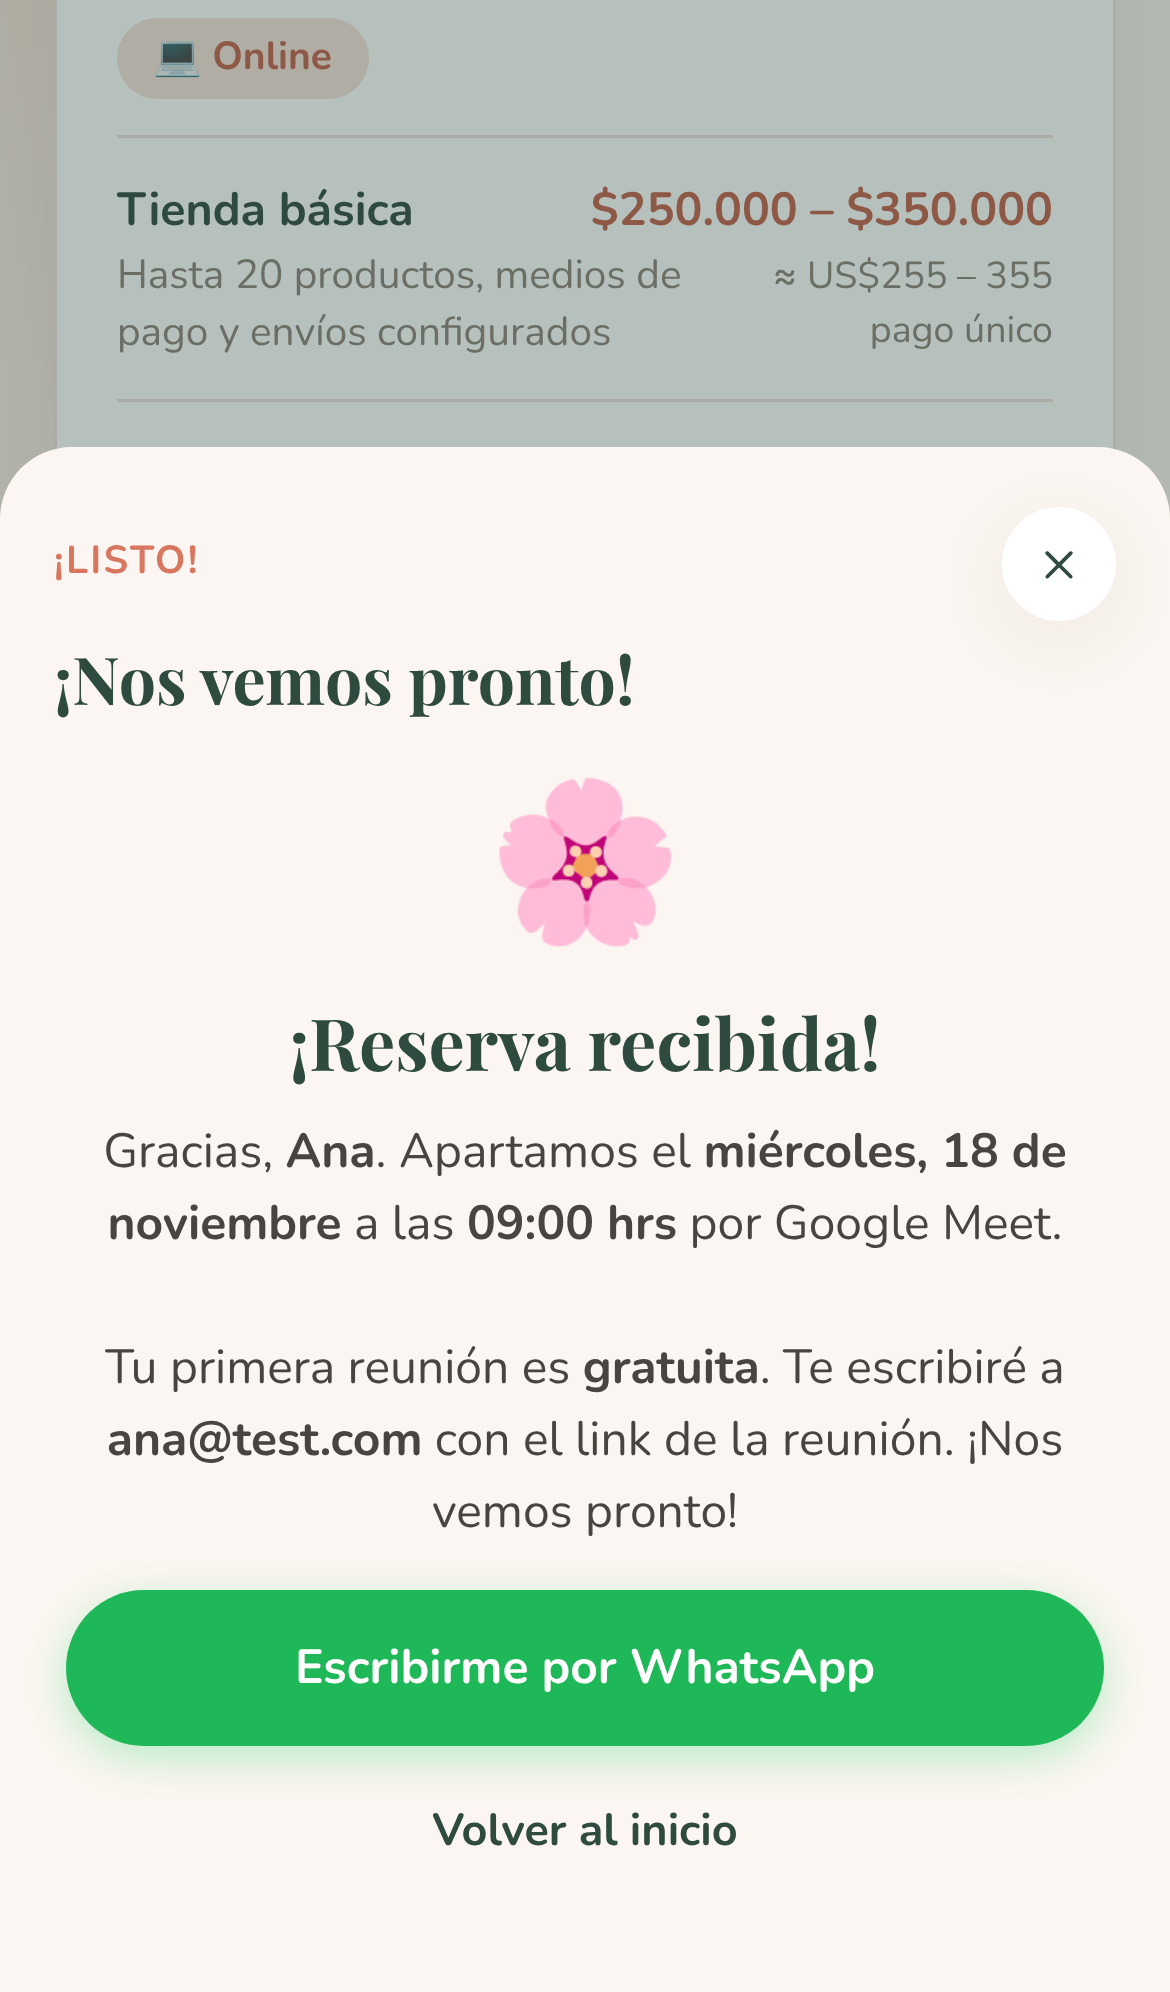 💻 Online
Tienda básica
$250.000 – $350.000
Hasta 20 productos, medios de
pago y envíos configurados
≈ US$255 – 355
pago único
¡LISTO!
¡Nos vemos pronto!
¡Reserva recibida!
Gracias, Ana. Apartamos el miércoles, 18 de
noviembre a las 09:00 hrs por Google Meet.
Tu primera reunión es gratuita. Te escribiré a
ana@test.com con el link de la reunión. ¡Nos
vemos pronto!
Escribirme por WhatsApp
Volver al inicio